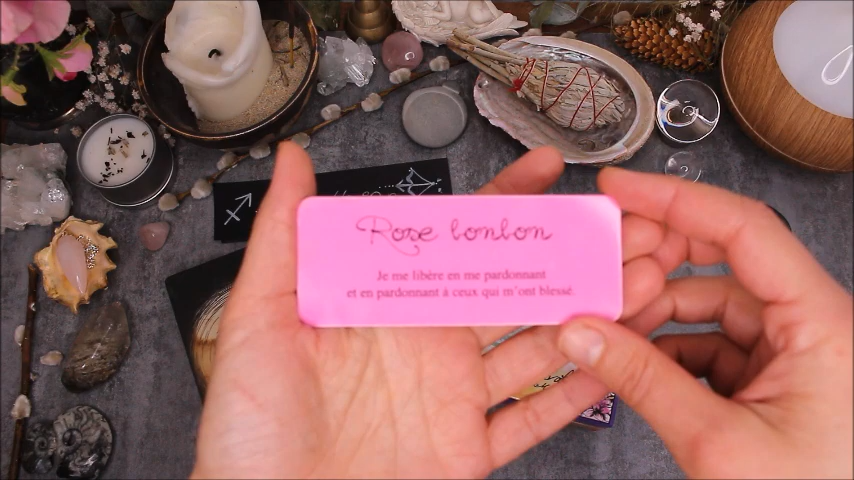 Rose bonbon
Je me libère en me pardonnant
et en pardonnant à ceux qui m'ont blessé.